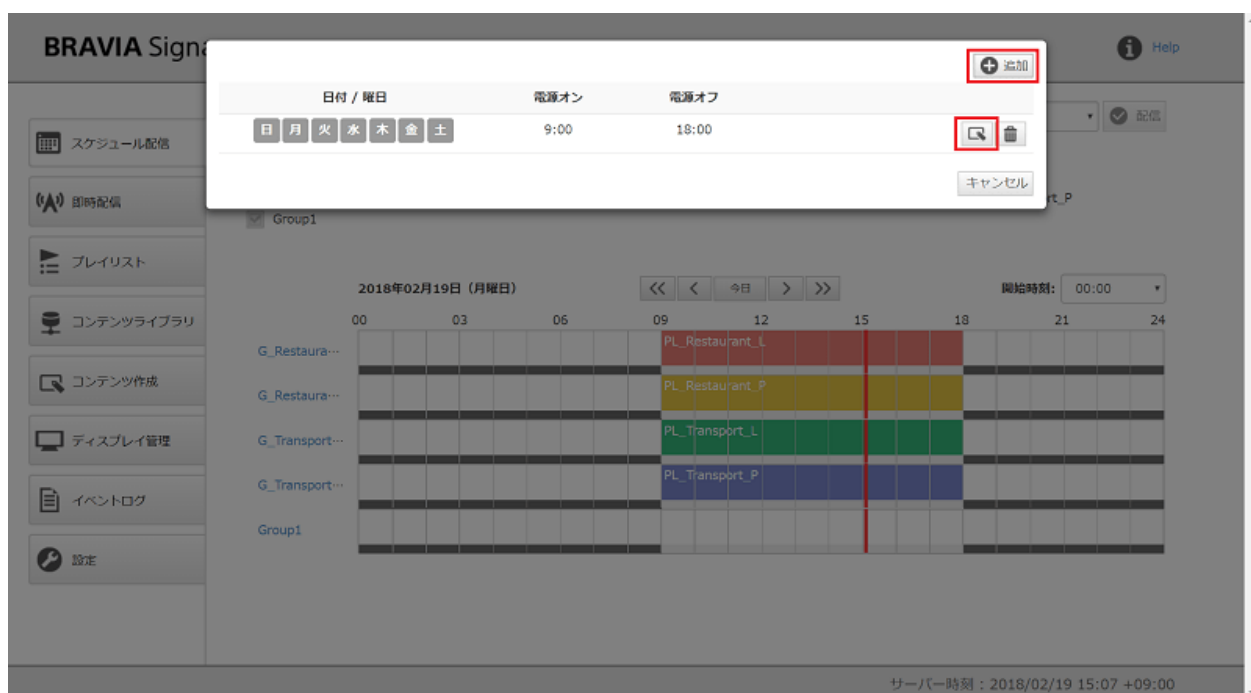 BRAVIA Signa
Help
追加
日付 / 曜日 電源オン 電源オフ
日 月 火 水 木 金 土 9:00 18:00
配信
キャンセル
rt_P
Group1
スケジュール配信
即時配信
プレイリスト
コンテンツライブラリ
コンテンツ作成
ディスプレイ管理
イベントログ
設定
2018年02月19日（月曜日） << < 今日 > >> 開始時刻: 00:00
00 03 06 09 12 15 18 21 24
G_Restaura… PL_Restaurant_L
G_Restaura… PL_Restaurant_P
G_Transport… PL_Transport_L
G_Transport… PL_Transport_P
Group1
サーバー時刻 : 2018/02/19 15:07 +09:00